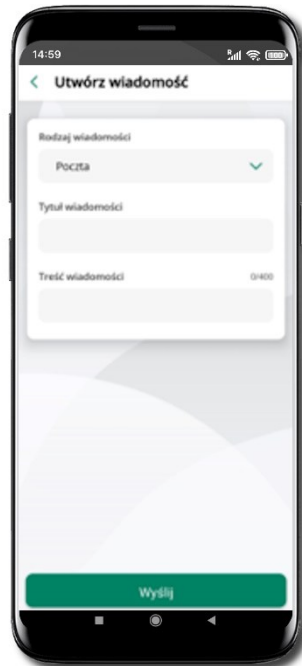 14:59
Utwórz wiadomość
Rodzaj wiadomości
Poczta
Tytuł wiadomości
Treść wiadomości 0/400
Wyślij